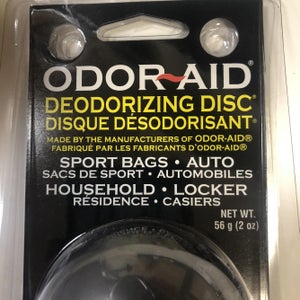 ODOR-AID®
DEODORIZING DISC®
DISQUE DÉSODORISANT®
MADE BY THE MANUFACTURERS OF ODOR-AID®
FABRIQUÉ PAR LES FABRICANTS D'ODOR-AID®
SPORT BAGS • AUTO
SACS DE SPORT • AUTOMOBILES
HOUSEHOLD • LOCKER
RÉSIDENCE • CASIERS
NET WT.
56 g (2 oz)